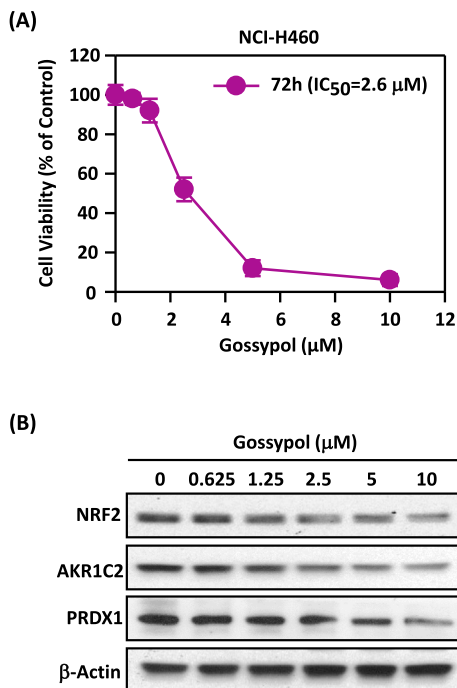 (A)
NCI-H460
72h (IC50=2.6 μM)
Cell Viability (% of Control)
120
100
80
60
40
20
0
0 2 4 6 8 10 12
Gossypol (μM)
(B)
Gossypol (μM)
0 0.625 1.25 2.5 5 10
NRF2
AKR1C2
PRDX1
β-Actin